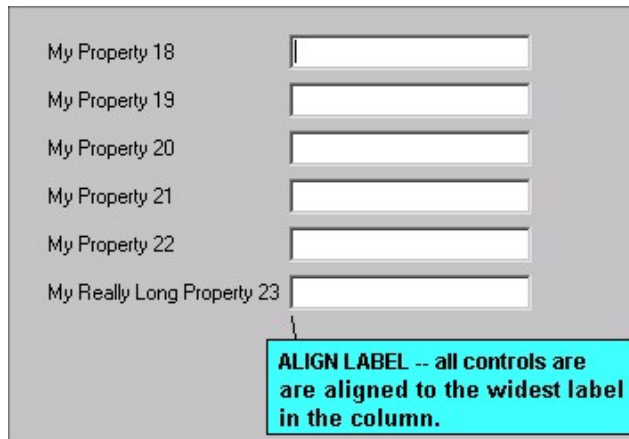 My Property 18
My Property 19
My Property 20
My Property 21
My Property 22
My Really Long Property 23
ALIGN LABEL -- all controls are
are aligned to the widest label
in the column.